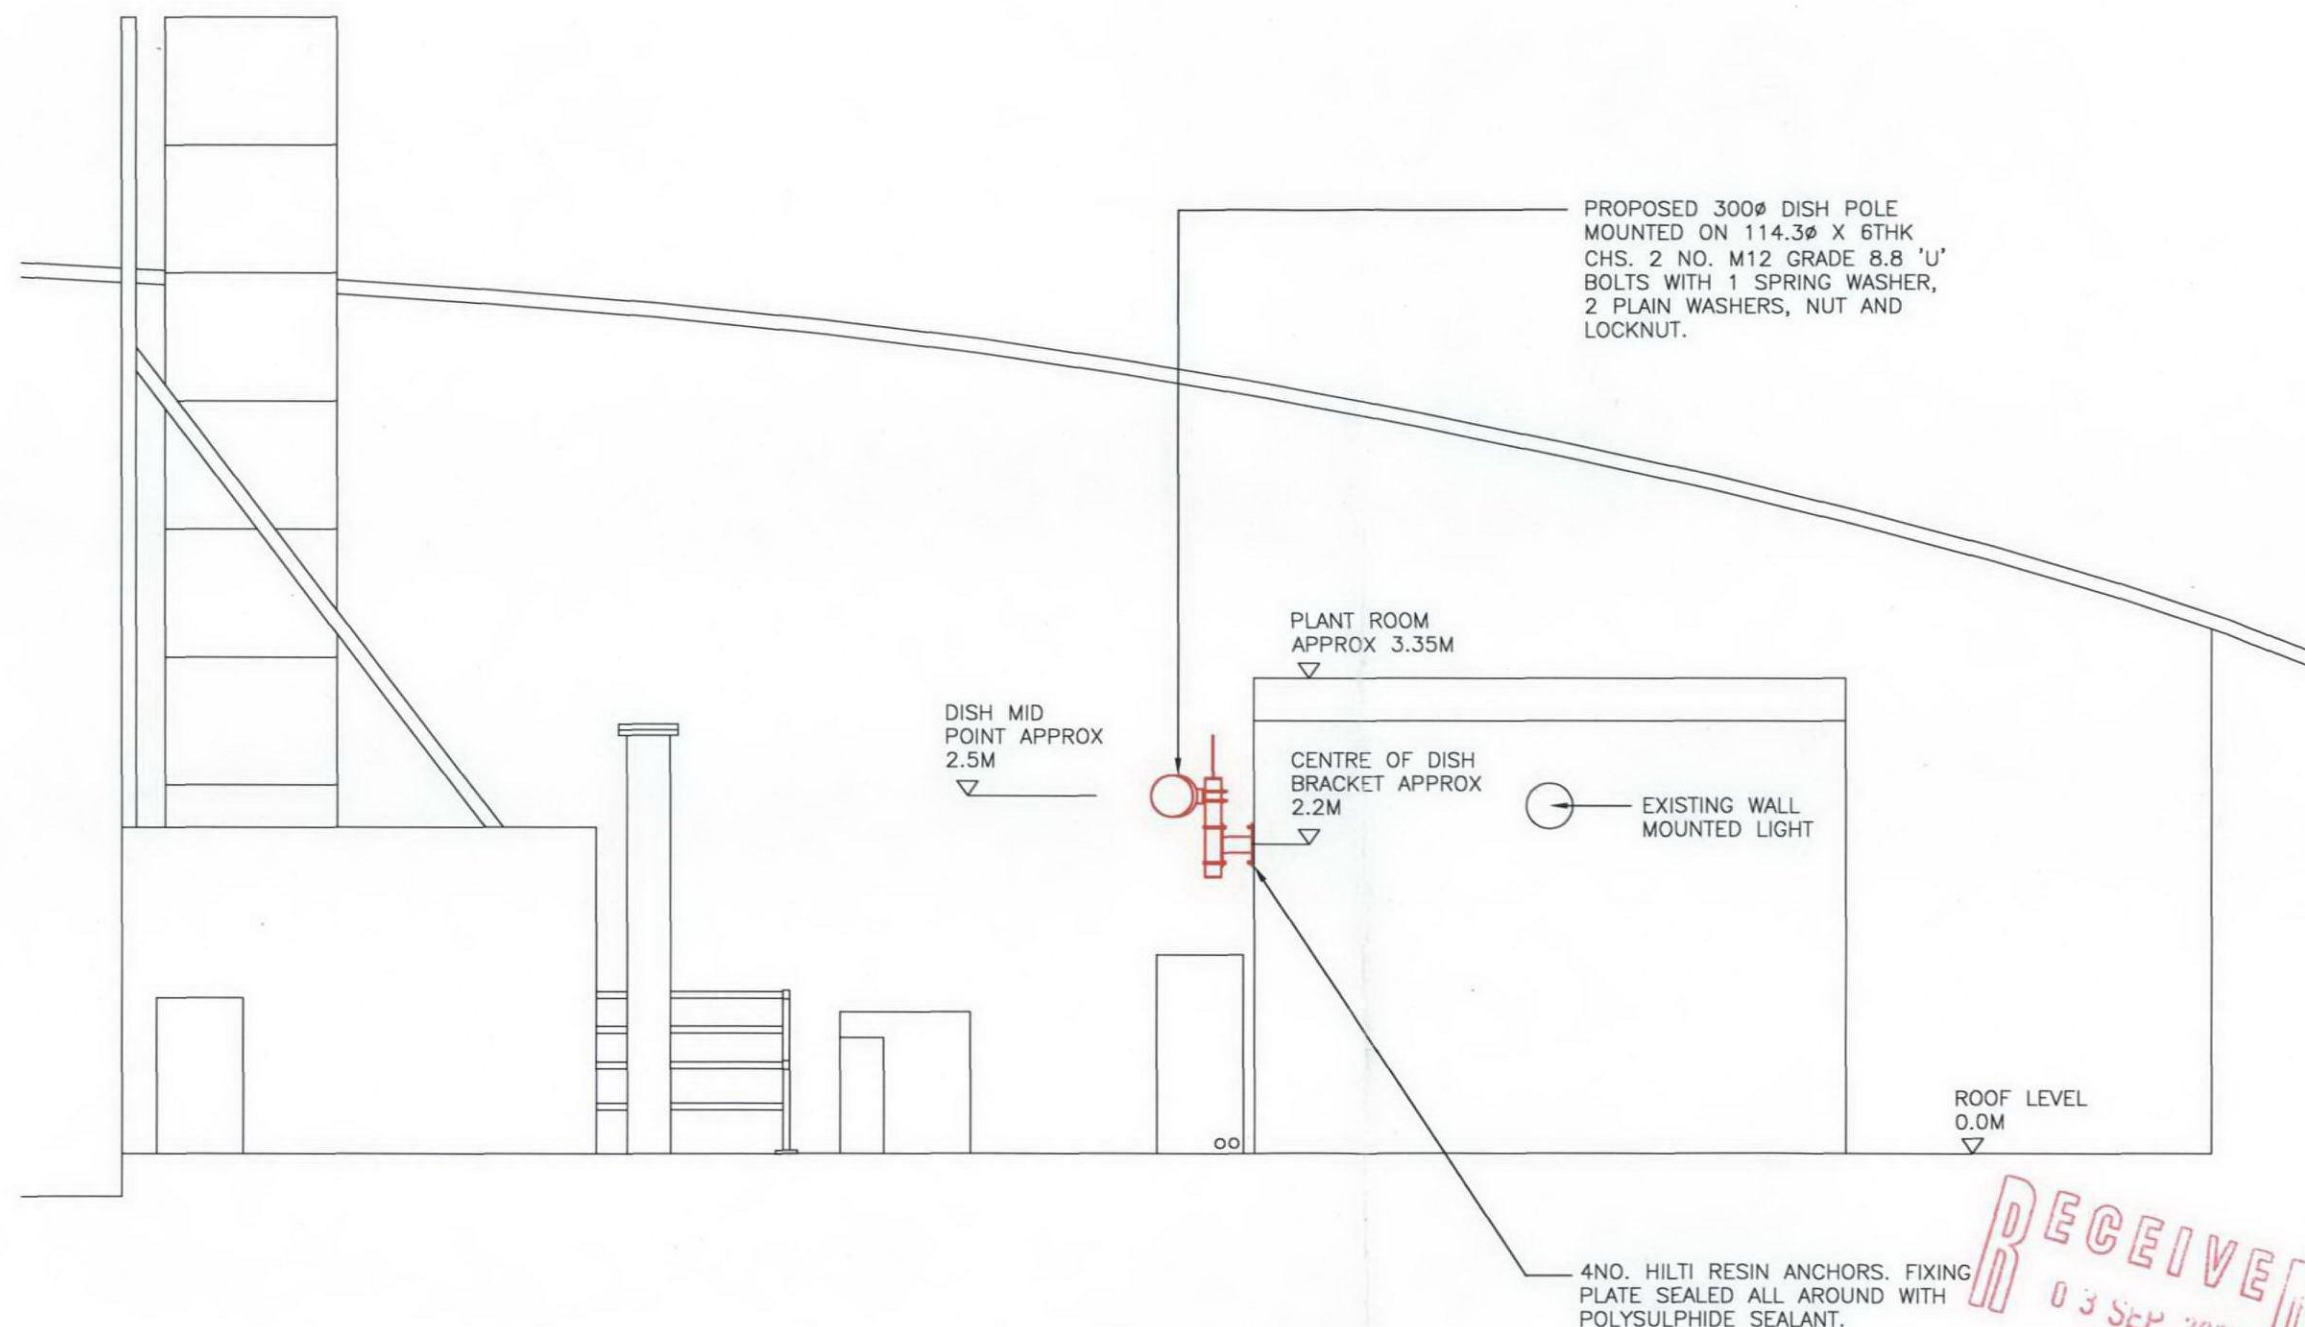 PROPOSED 300ø DISH POLE
MOUNTED ON 114.3ø X 6THK
CHS. 2 NO. M12 GRADE 8.8 'U'
BOLTS WITH 1 SPRING WASHER,
2 PLAIN WASHERS, NUT AND
LOCKNUT.
PLANT ROOM
APPROX 3.35M
DISH MID
POINT APPROX
2.5M
CENTRE OF DISH
BRACKET APPROX
2.2M
EXISTING WALL
MOUNTED LIGHT
ROOF LEVEL
0.0M
4NO. HILTI RESIN ANCHORS. FIXING
PLATE SEALED ALL AROUND WITH
POLYSULPHIDE SEALANT.
RECEIVED
03 SEP